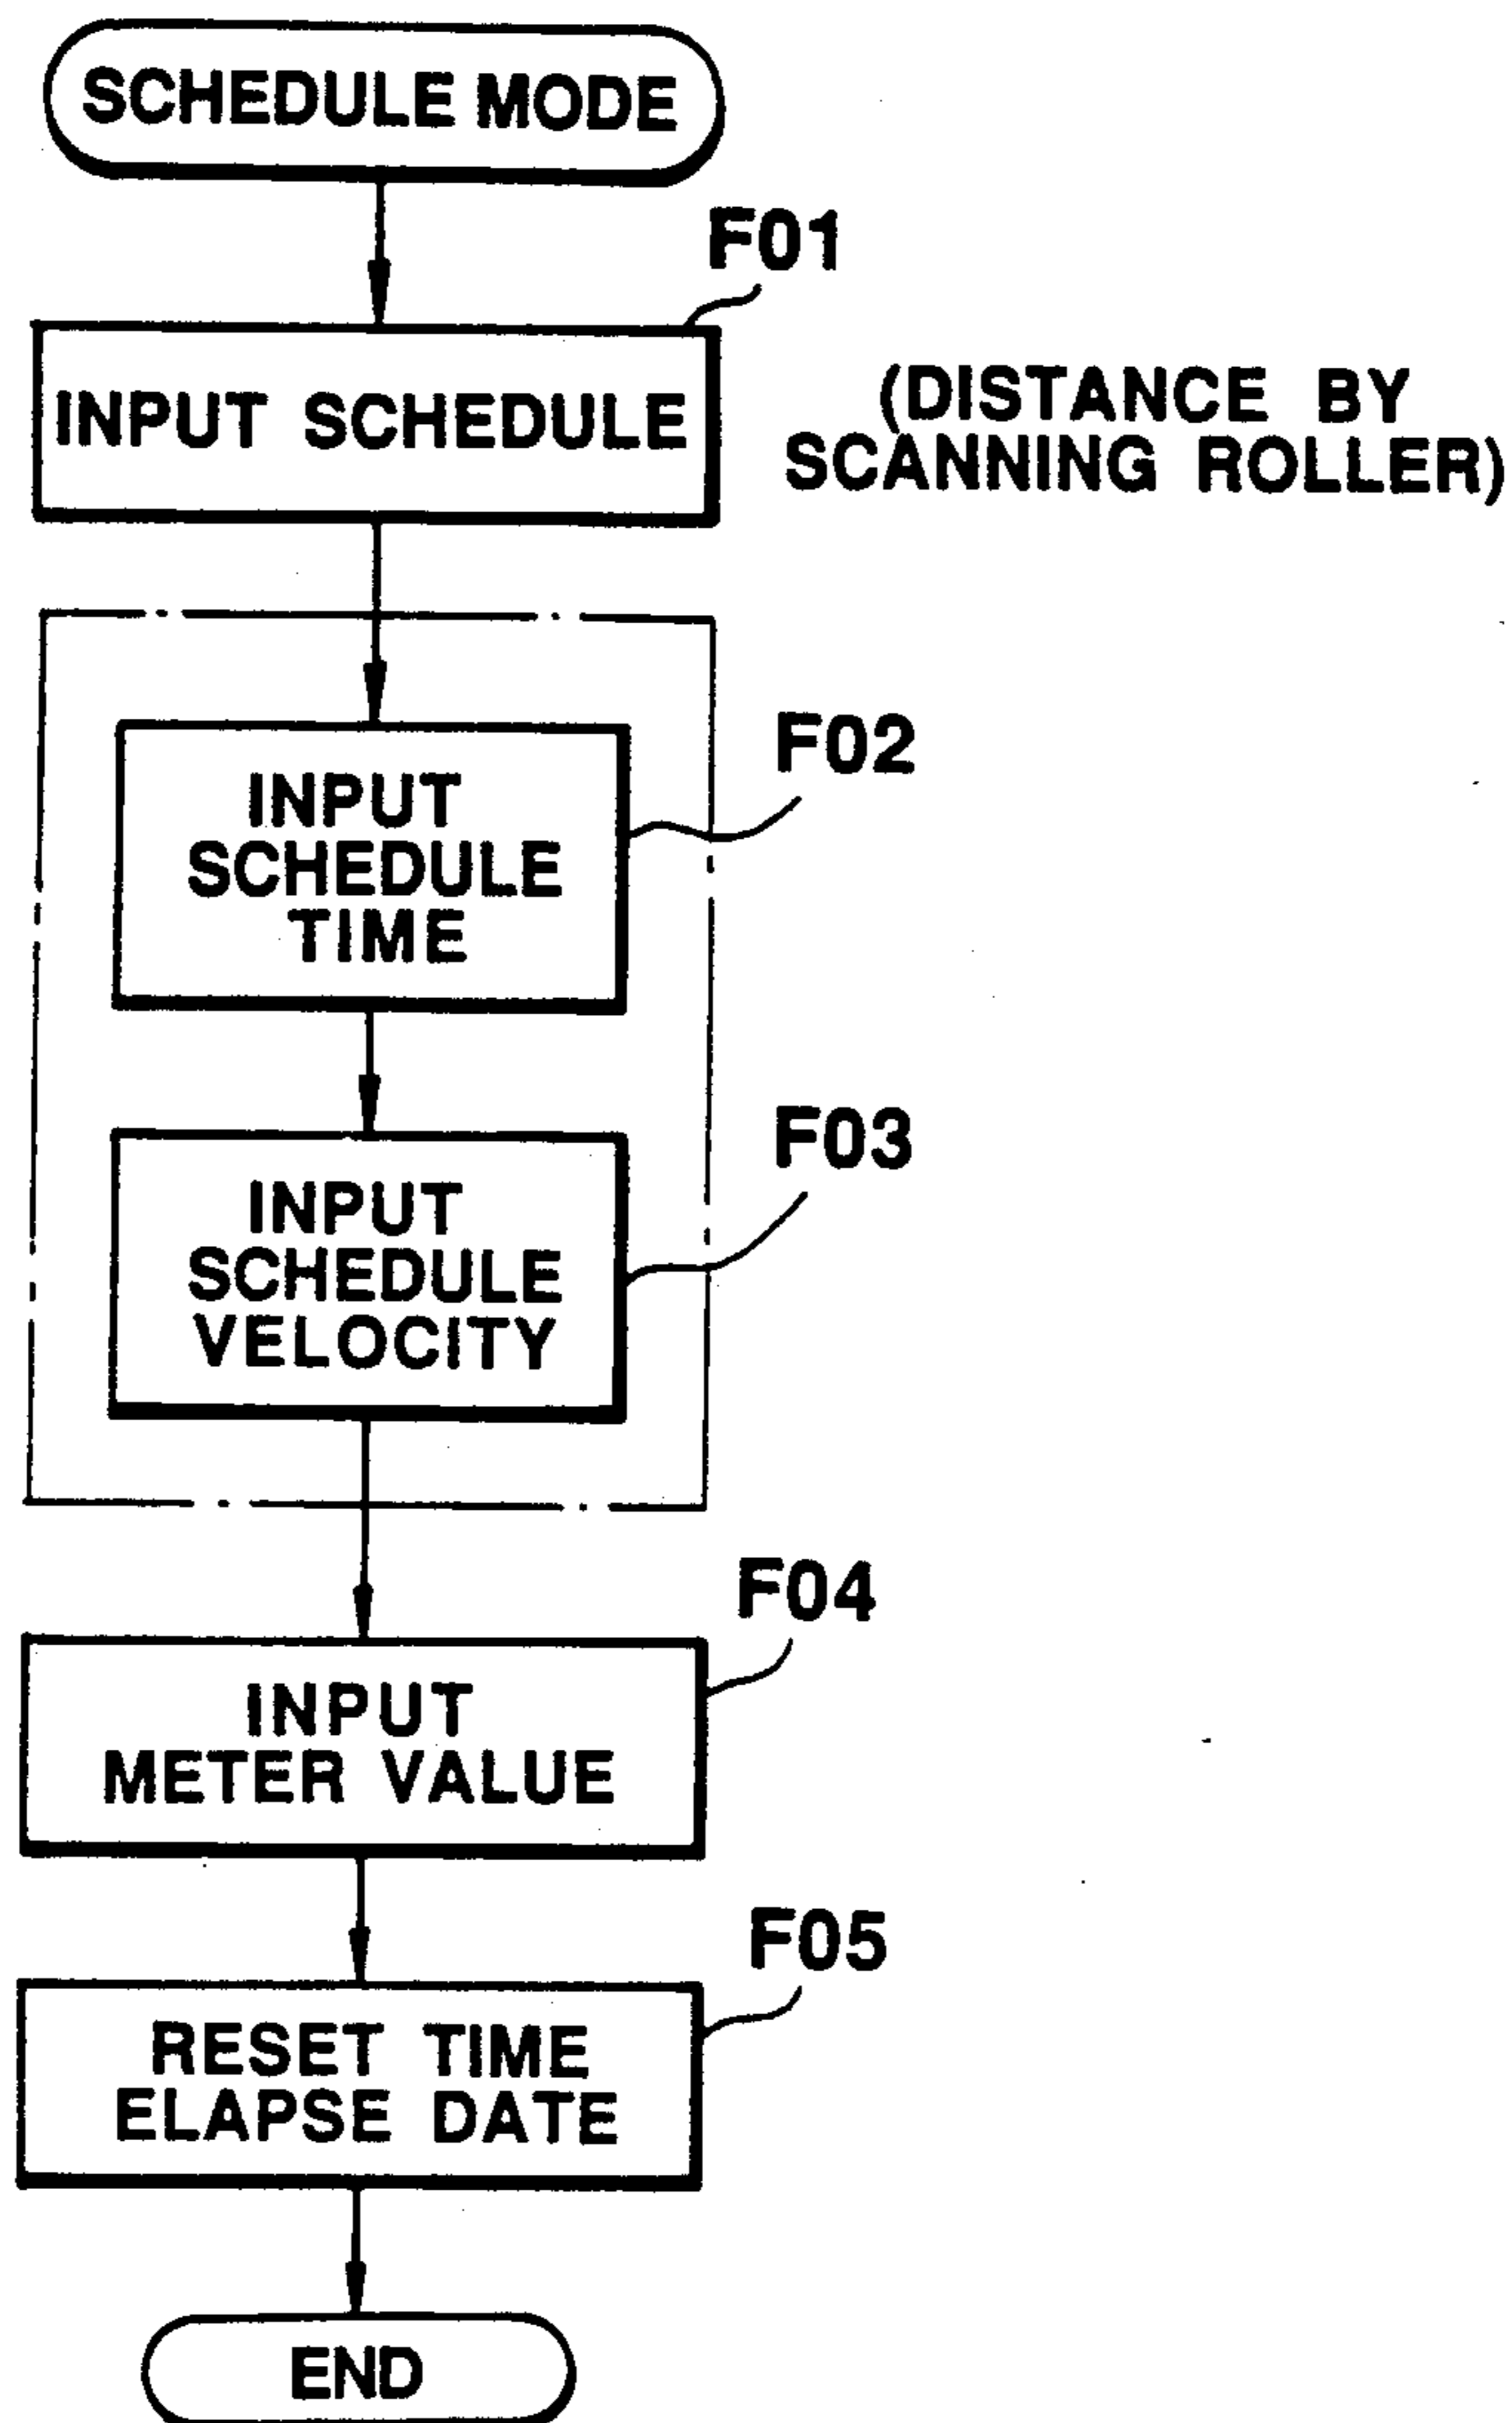 SCHEDULE MODE
F01
INPUT SCHEDULE
(DISTANCE BY
SCANNING ROLLER)
F02
INPUT
SCHEDULE
TIME
F03
INPUT
SCHEDULE
VELOCITY
F04
INPUT
METER VALUE
F05
RESET TIME
ELAPSE DATE
END